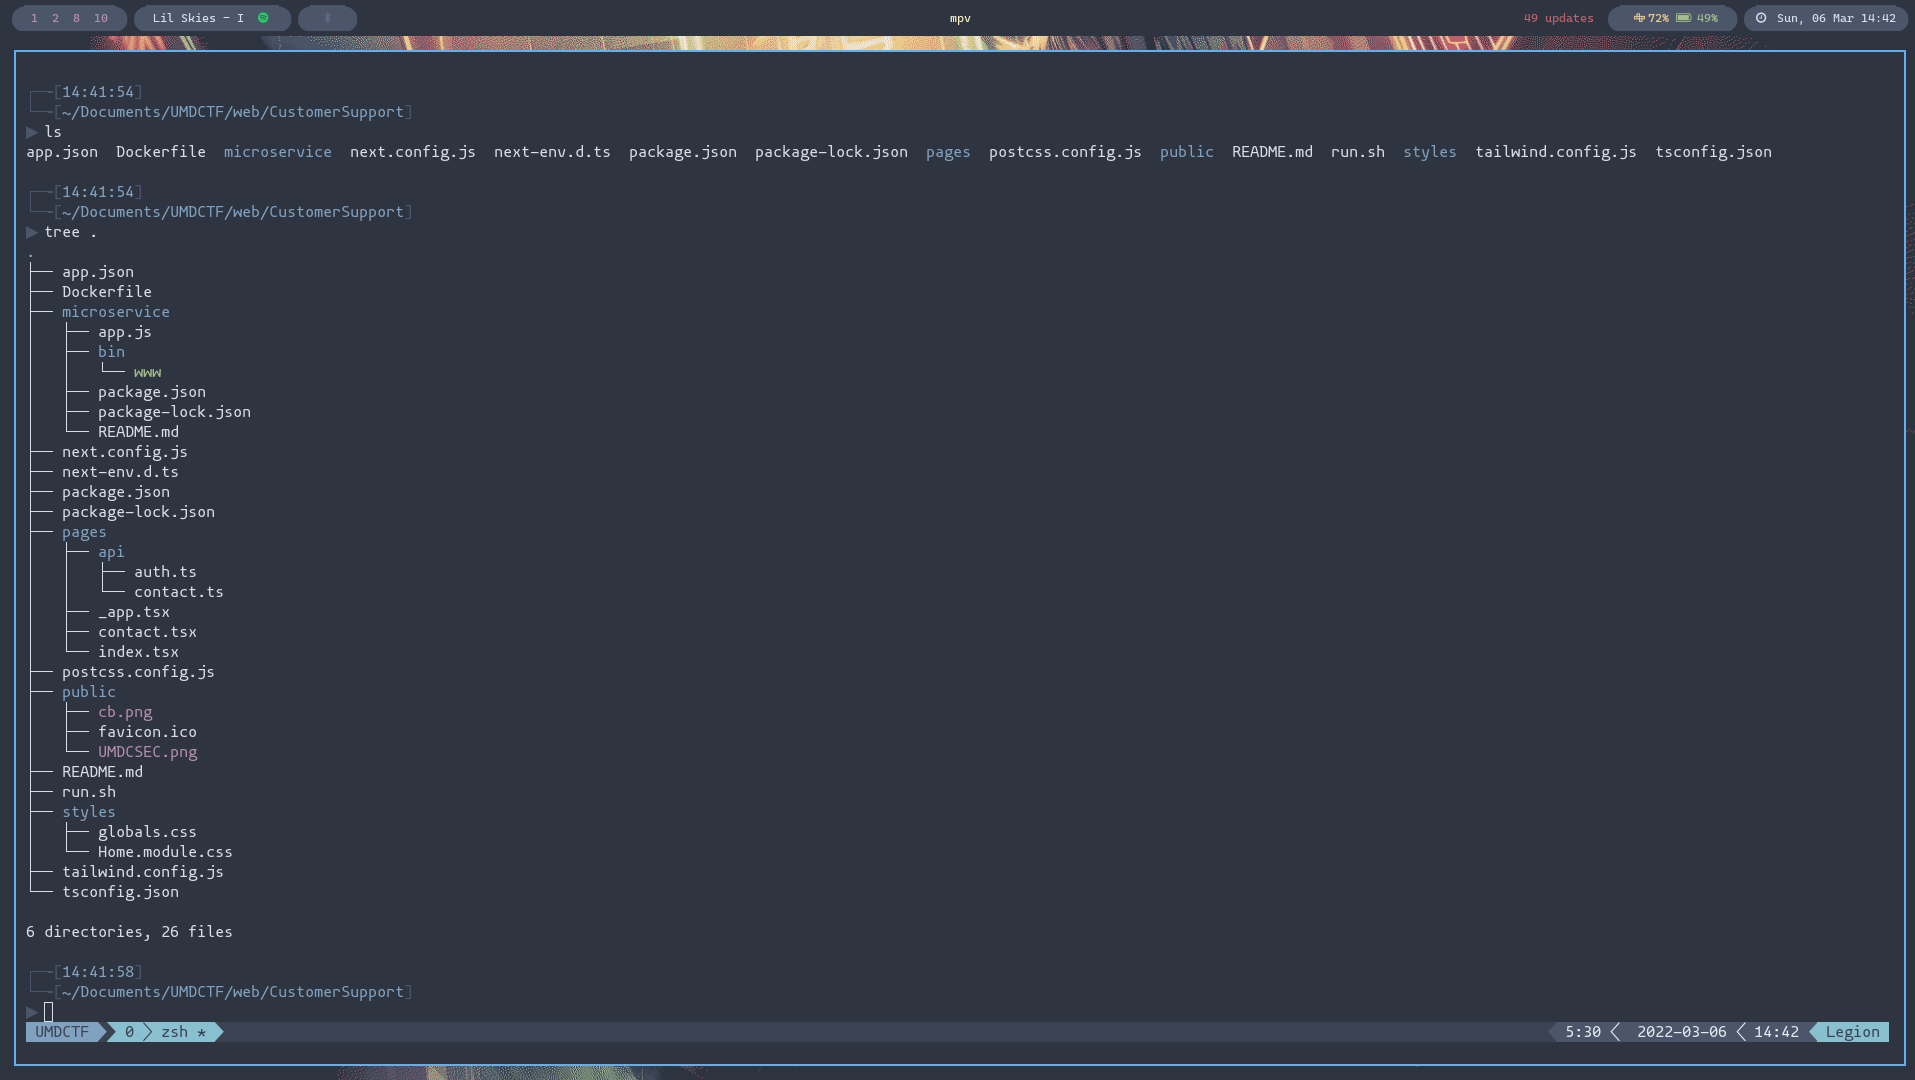 1 2 8 10 Lil Skies - I mpv 49 updates 72% 49% Sun, 06 Mar 14:42
[14:41:54]
[~/Documents/UMDCTF/web/CustomerSupport]
▶ ls
app.json Dockerfile microservice next.config.js next-env.d.ts package.json package-lock.json pages postcss.config.js public README.md run.sh styles tailwind.config.js tsconfig.json
[14:41:54]
[~/Documents/UMDCTF/web/CustomerSupport]
▶ tree .
.
├── app.json
├── Dockerfile
├── microservice
│   ├── app.js
│   ├── bin
│   │   └── www
│   ├── package.json
│   ├── package-lock.json
│   └── README.md
├── next.config.js
├── next-env.d.ts
├── package.json
├── package-lock.json
├── pages
│   ├── api
│   │   ├── auth.ts
│   │   └── contact.ts
│   ├── _app.tsx
│   ├── contact.tsx
│   └── index.tsx
├── postcss.config.js
├── public
│   ├── cb.png
│   ├── favicon.ico
│   └── UMDCSEC.png
├── README.md
├── run.sh
├── styles
│   ├── globals.css
│   └── Home.module.css
├── tailwind.config.js
└── tsconfig.json
6 directories, 26 files
[14:41:58]
[~/Documents/UMDCTF/web/CustomerSupport]
▶
UMDCTF 0 zsh * 5:30 2022-03-06 14:42 Legion